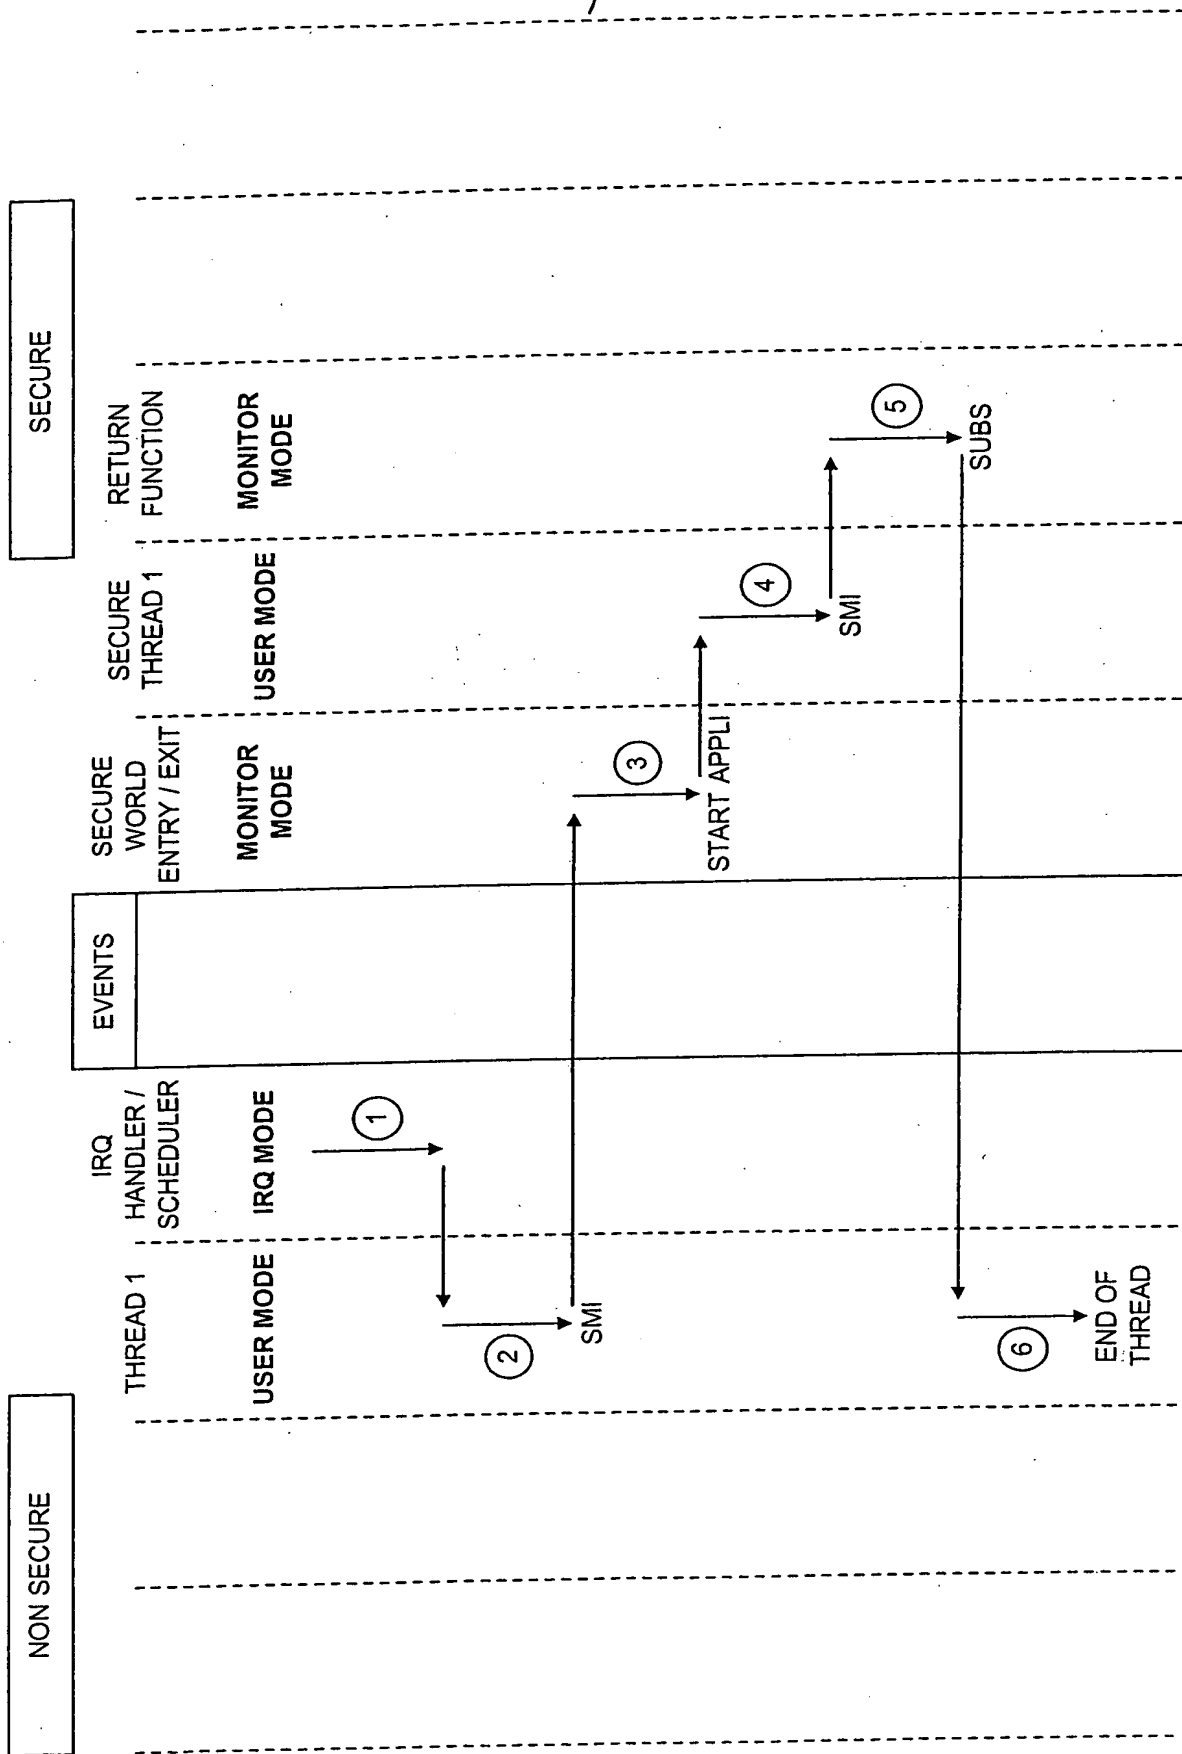 NON SECURE
SECURE
EVENTS
THREAD 1
IRQ
HANDLER /
SCHEDULER
SECURE
WORLD
ENTRY / EXIT
SECURE
THREAD 1
RETURN
FUNCTION
USER MODE
IRQ MODE
MONITOR
MODE
USER MODE
MONITOR
MODE
1
2
SMI
3
START APPLI
4
SMI
5
SUBS
6
END OF
THREAD